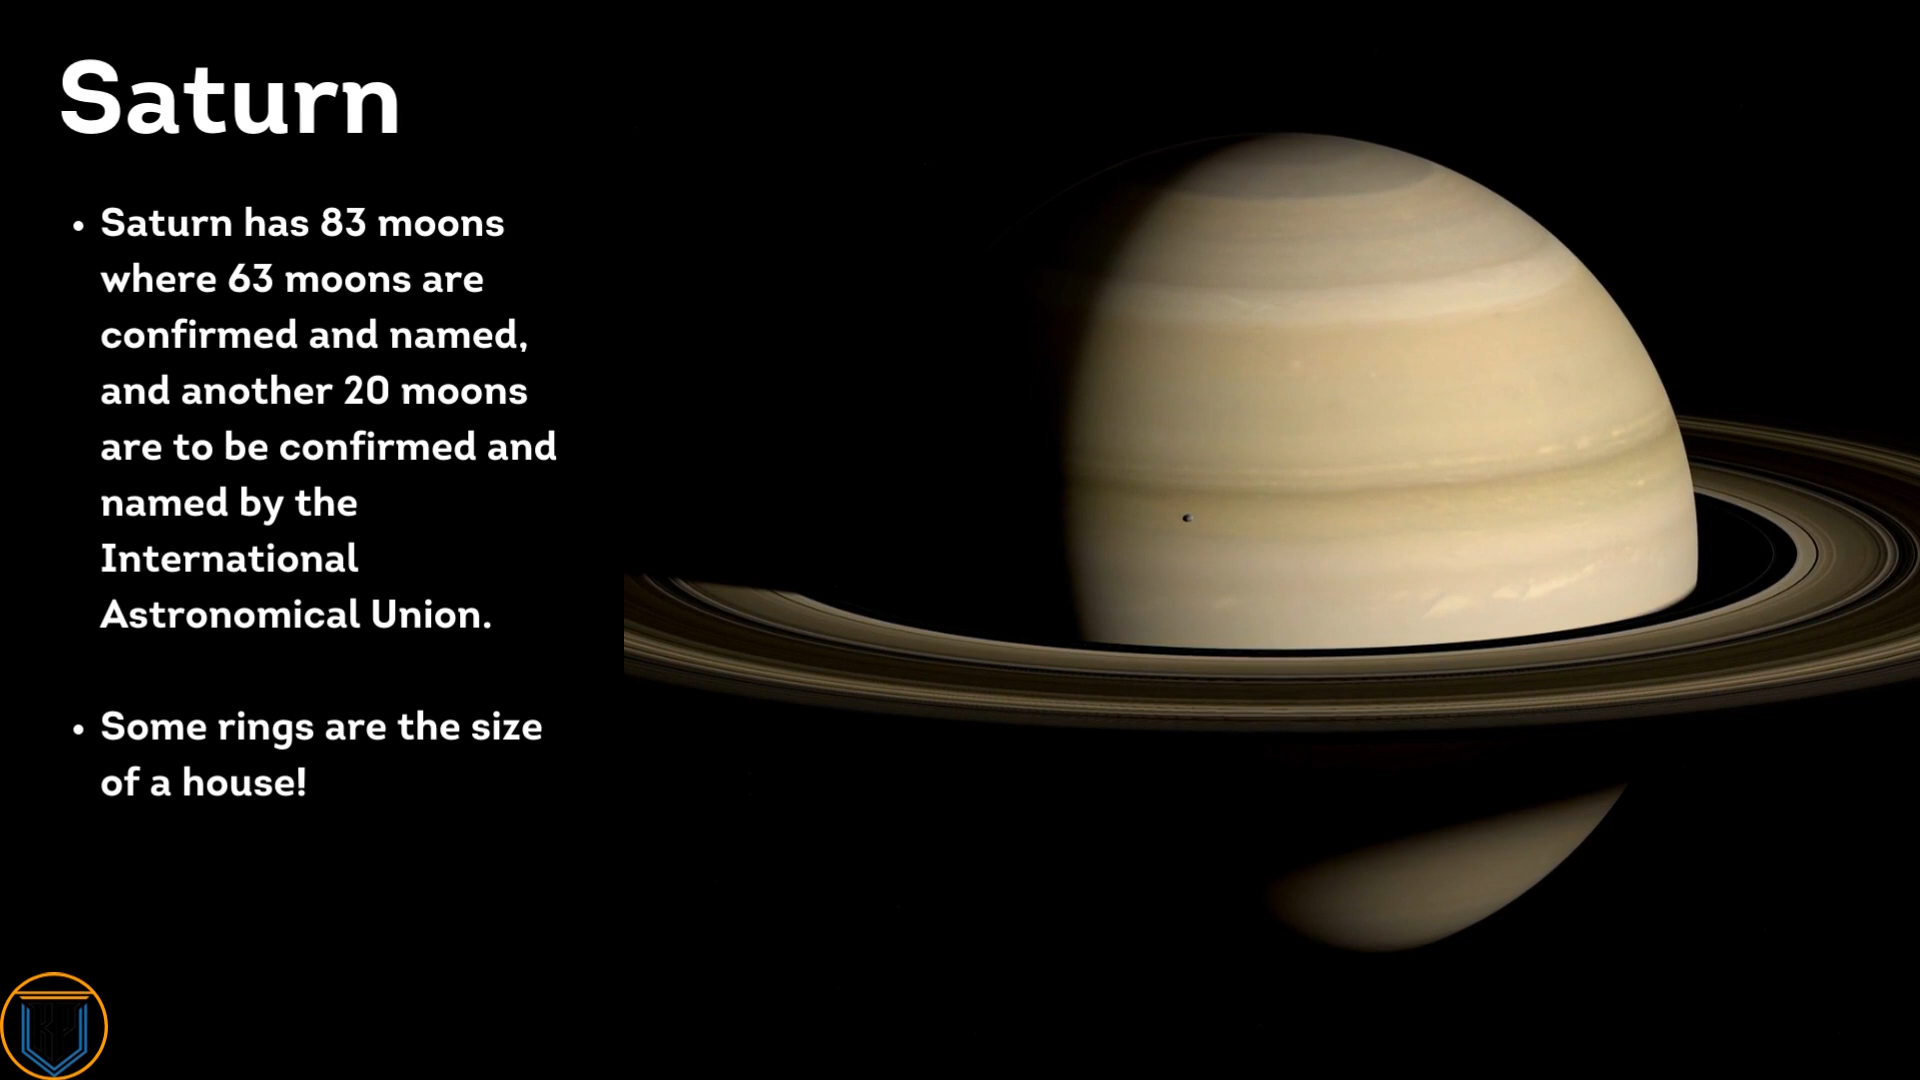 Saturn
• Saturn has 83 moons
where 63 moons are
confirmed and named,
and another 20 moons
are to be confirmed and
named by the
International
Astronomical Union.
• Some rings are the size
of a house!